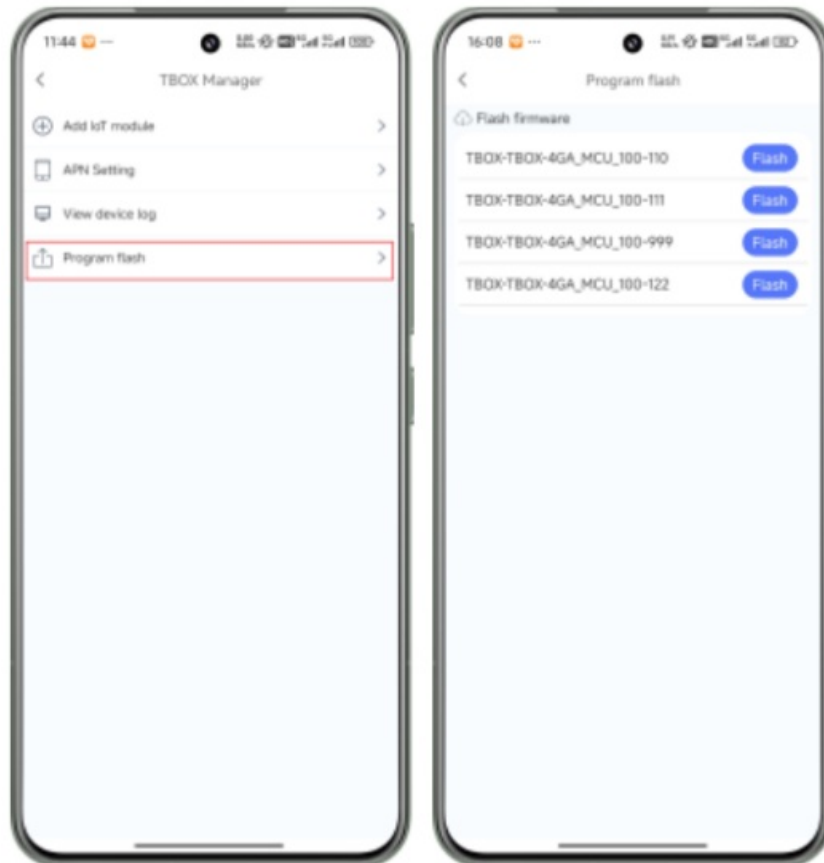 11:44
TBOX Manager
Add IoT module
APN Setting
View device log
Program flash
16:08
Program flash
Flash firmware
TBOX-TBOX-4GA_MCU_100-110 Flash
TBOX-TBOX-4GA_MCU_100-111 Flash
TBOX-TBOX-4GA_MCU_100-999 Flash
TBOX-TBOX-4GA_MCU_100-122 Flash